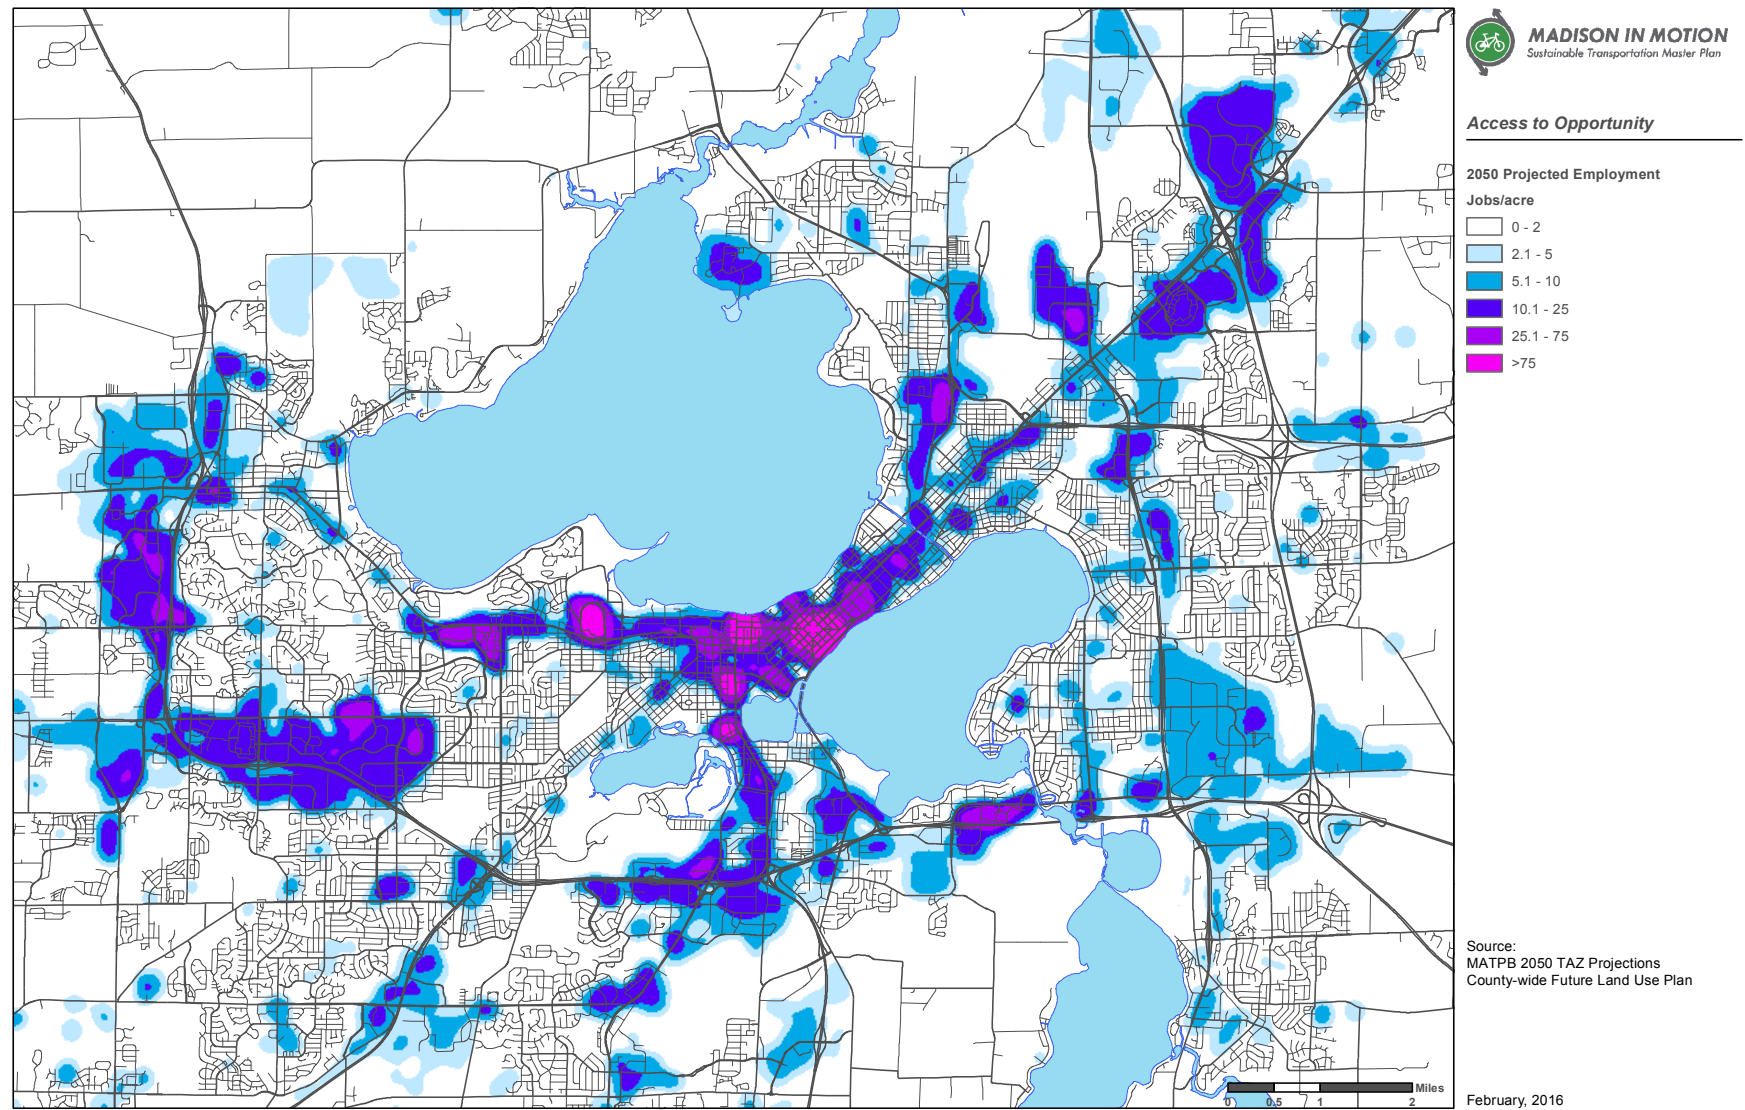 MADISON IN MOTION
Sustainable Transportation Master Plan
Access to Opportunity
2050 Projected Employment
Jobs/acre
0 - 2
2.1 - 5
5.1 - 10
10.1 - 25
25.1 - 75
>75
Source:
MATPB 2050 TAZ Projections
County-wide Future Land Use Plan
Miles
0 0.5 1 2
February, 2016